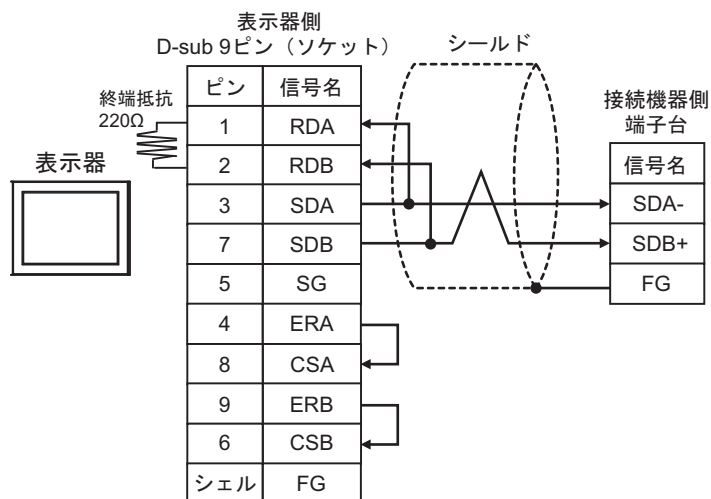 表示器側
D-sub 9ピン（ソケット）
シールド
終端抵抗
220Ω
表示器
ピン 信号名
1 RDA
2 RDB
3 SDA
7 SDB
5 SG
4 ERA
8 CSA
9 ERB
6 CSB
シェル FG
接続機器側
端子台
信号名
SDA-
SDB+
FG